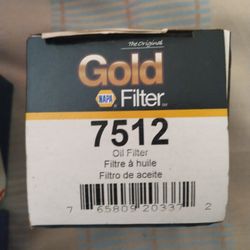 The Original
Gold
NAPA Filter
7512
Oil Filter
Filtre à huile
Filtro de aceite
7 65809 20337 2